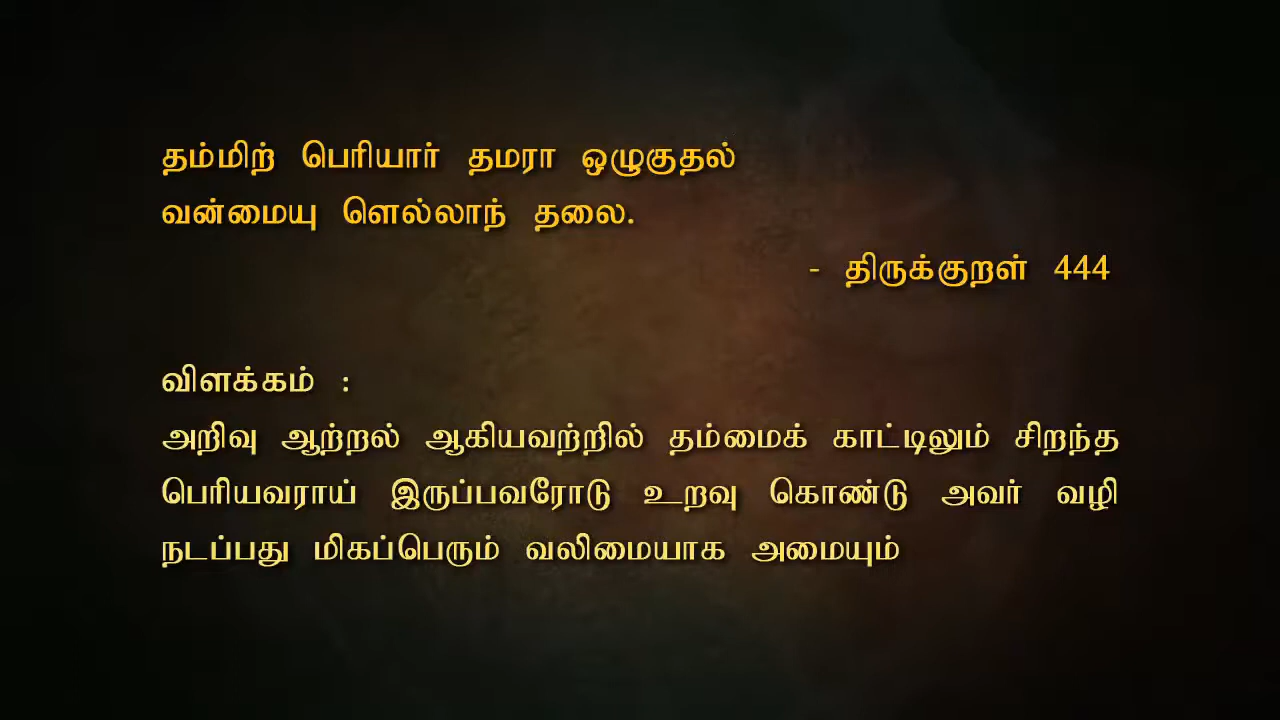 தம்மிற் பெரியார் தமரா ஒழுகுதல்
வன்மையு ளெல்லாந் தலை.
- திருக்குறள் 444
விளக்கம் :
அறிவு ஆற்றல் ஆகியவற்றில் தம்மைக் காட்டிலும் சிறந்த
பெரியவராய் இருப்பவரோடு உறவு கொண்டு அவர் வழி
நடப்பது மிகப்பெரும் வலிமையாக அமையும்